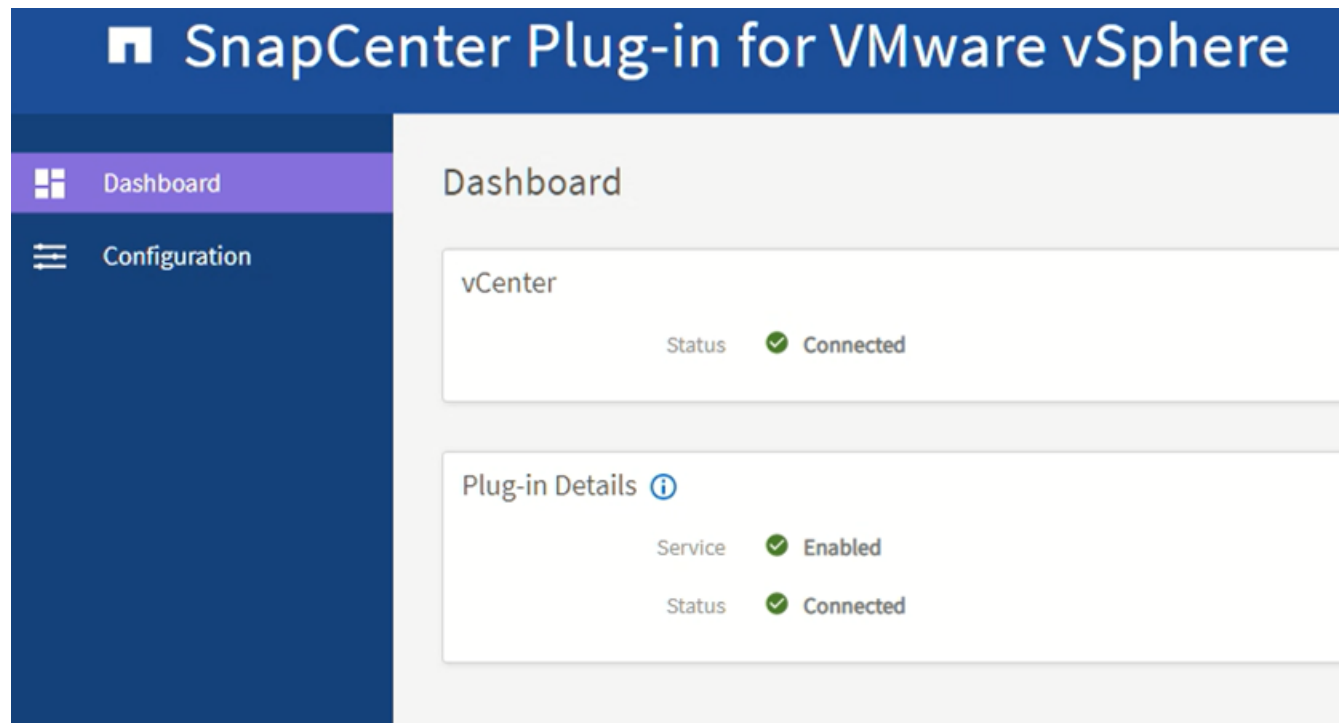 SnapCenter Plug-in for VMware vSphere
Dashboard
Configuration
Dashboard
vCenter
Status Connected
Plug-in Details
Service Enabled
Status Connected